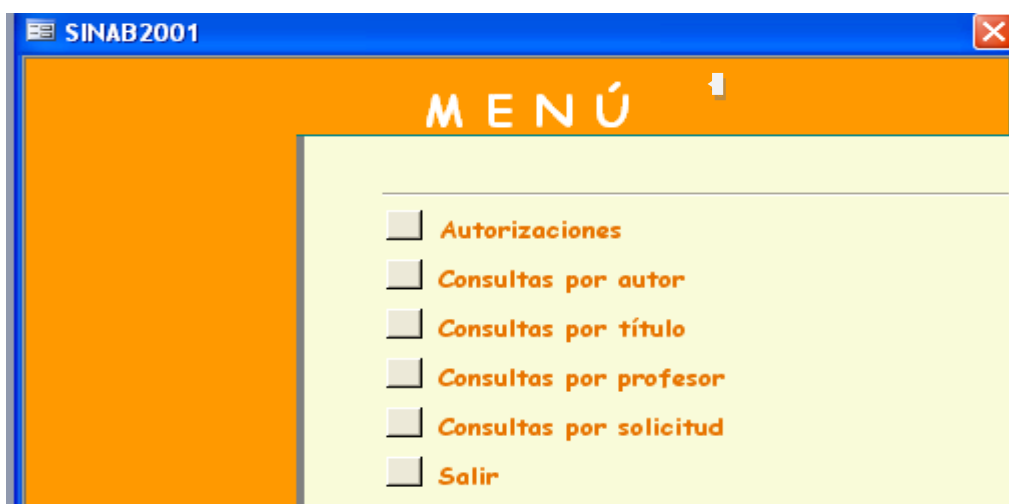 SINAB2001
MENÚ
Autorizaciones
Consultas por autor
Consultas por título
Consultas por profesor
Consultas por solicitud
Salir